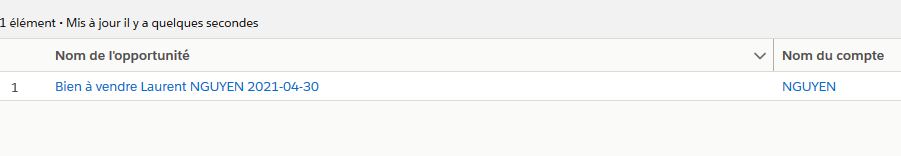 1 élément • Mis à jour il y a quelques secondes
Nom de l'opportunité Nom du compte
1 Bien à vendre Laurent NGUYEN 2021-04-30 NGUYEN